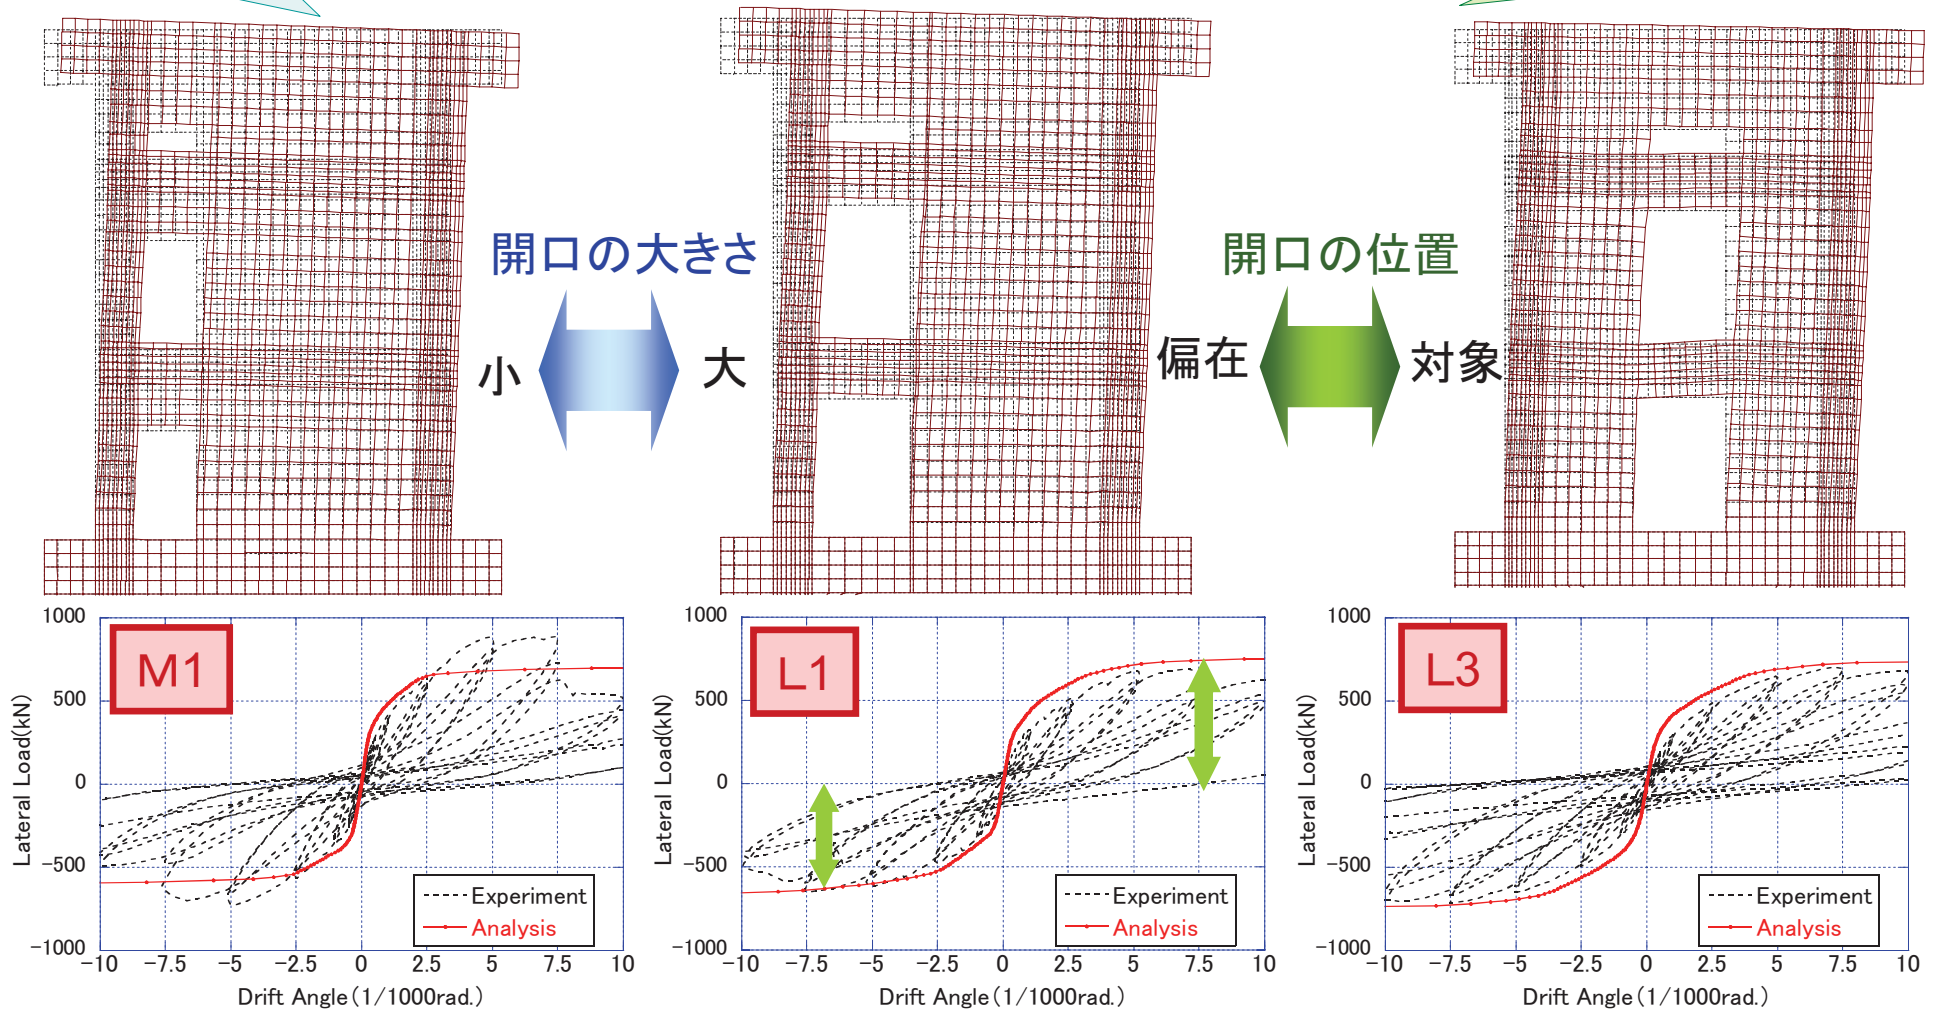 開口の大きさ
小
大
開口の位置
偏在
対象
M1
1000
500
0
−500
−1000
Lateral Load(kN)
Experiment
Analysis
−10
−7.5
−5
−2.5
0
2.5
5
7.5
10
Drift Angle(1/1000rad.)
L1
1000
500
0
−500
−1000
Lateral Load(kN)
Experiment
Analysis
−10
−7.5
−5
−2.5
0
2.5
5
7.5
10
Drift Angle(1/1000rad.)
L3
1000
500
0
−500
−1000
Lateral Load(kN)
Experiment
Analysis
−10
−7.5
−5
−2.5
0
2.5
5
7.5
10
Drift Angle(1/1000rad.)